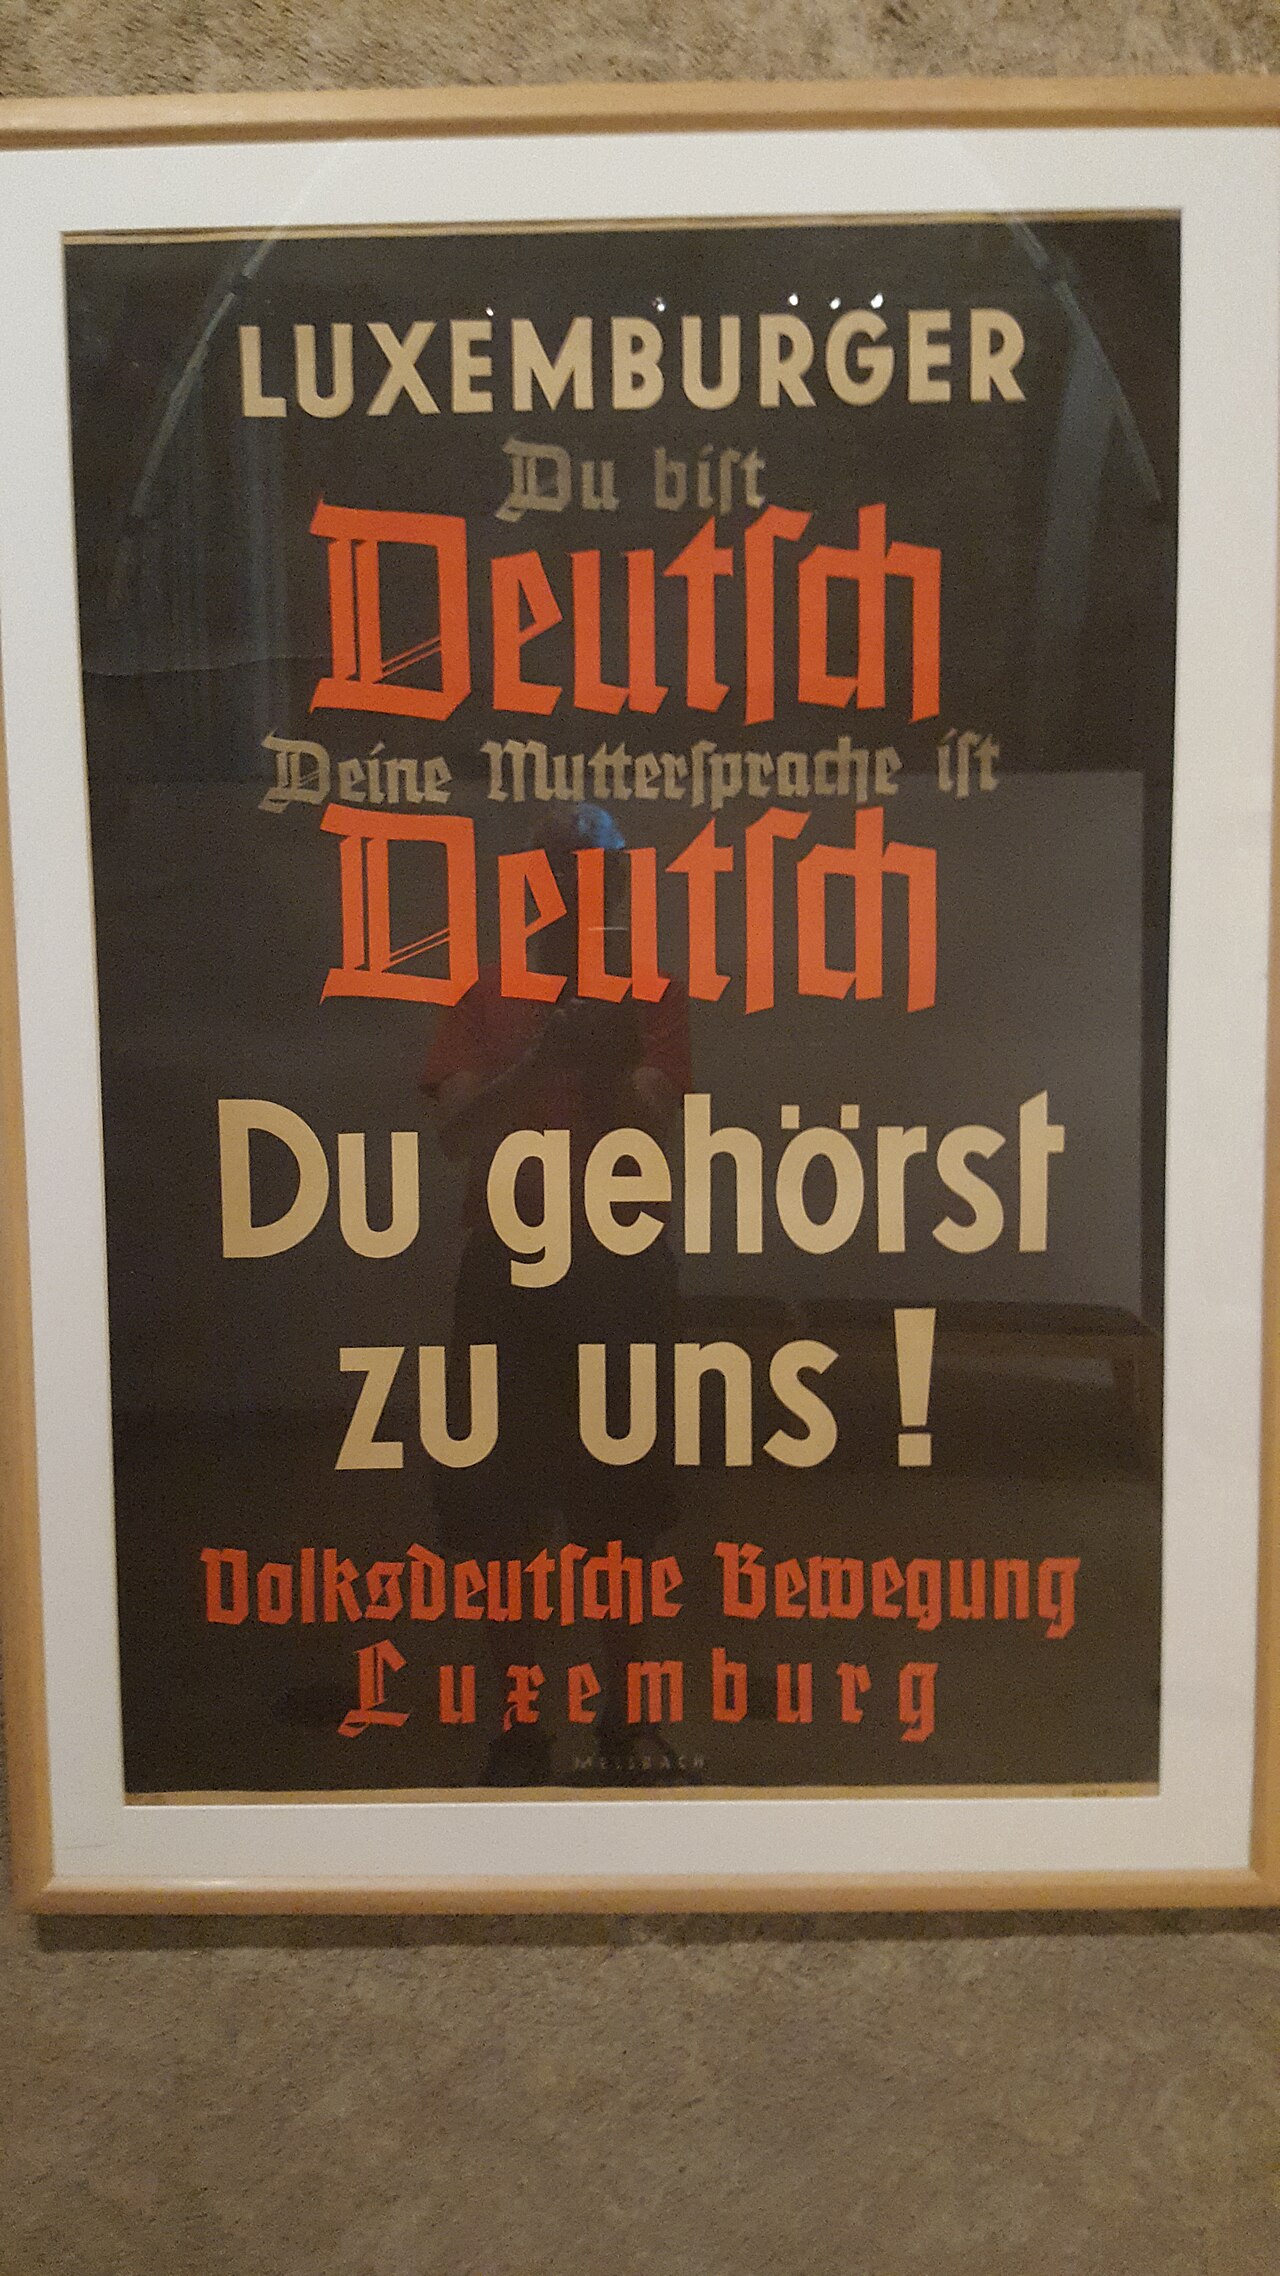 LUXEMBURGER
Du biſt
Deutſch
Deine Mutterſprache iſt
Deutſch
Du gehörst
zu uns !
Volksdeutſche Bewegung
Luxemburg